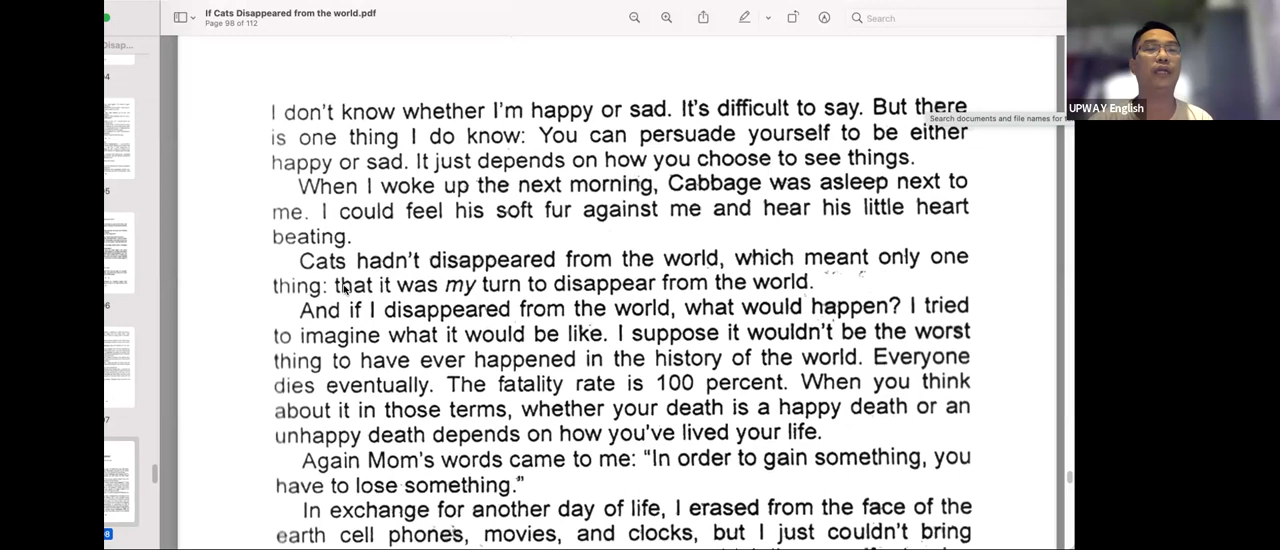 If Cats Disappeared from the world.pdf
Page 98 of 112
Search
Disap...
UPWAY English
I don't know whether I'm happy or sad. It's difficult to say. But there
Search documents and file names for
is one thing I do know: You can persuade yourself to be either
happy or sad. It just depends on how you choose to see things.
When I woke up the next morning, Cabbage was asleep next to
me. I could feel his soft fur against me and hear his little heart
beating.
Cats hadn't disappeared from the world, which meant only one
thing: that it was my turn to disappear from the world.
And if I disappeared from the world, what would happen? I tried
to imagine what it would be like. I suppose it wouldn't be the worst
thing to have ever happened in the history of the world. Everyone
dies eventually. The fatality rate is 100 percent. When you think
about it in those terms, whether your death is a happy death or an
unhappy death depends on how you've lived your life.
Again Mom's words came to me: "In order to gain something, you
have to lose something."
In exchange for another day of life, I erased from the face of the
earth cell phones, movies, and clocks, but I just couldn't bring